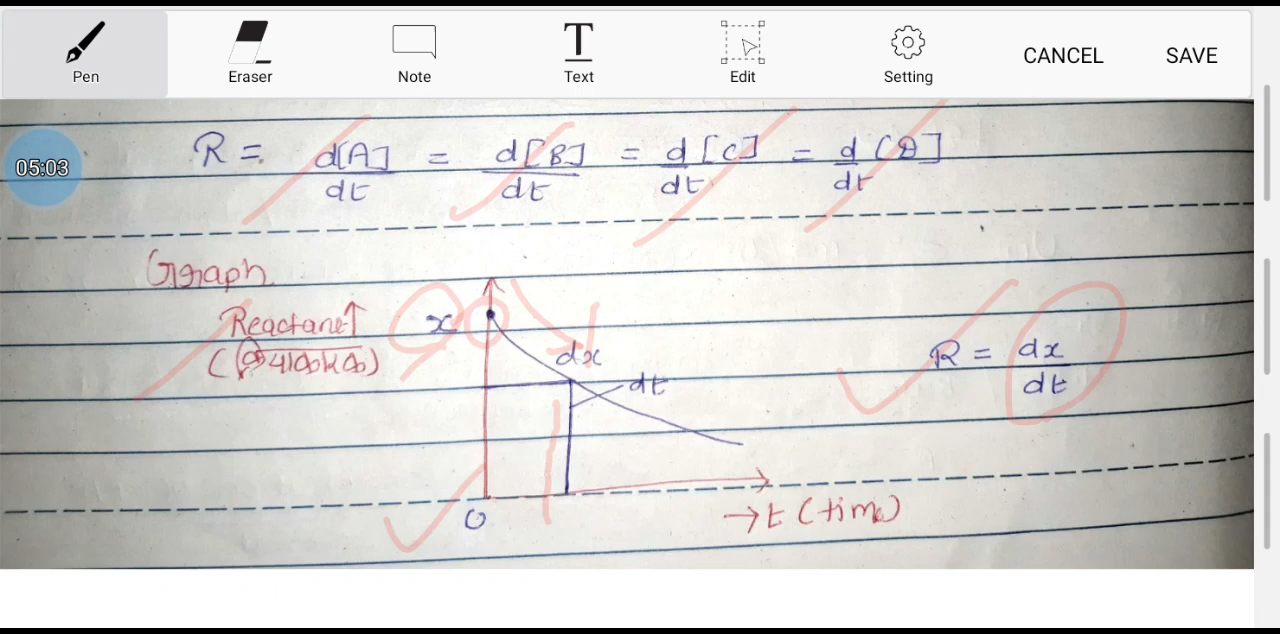 Pen
Eraser
Note
Text
Edit
Setting
CANCEL
SAVE
05:03
R = d[A]/dt = d[B]/dt = d[C]/dt = d[D]/dt
Graph
Reactant↑
x
dx
dt
R = dx/dt
0
→t (time)